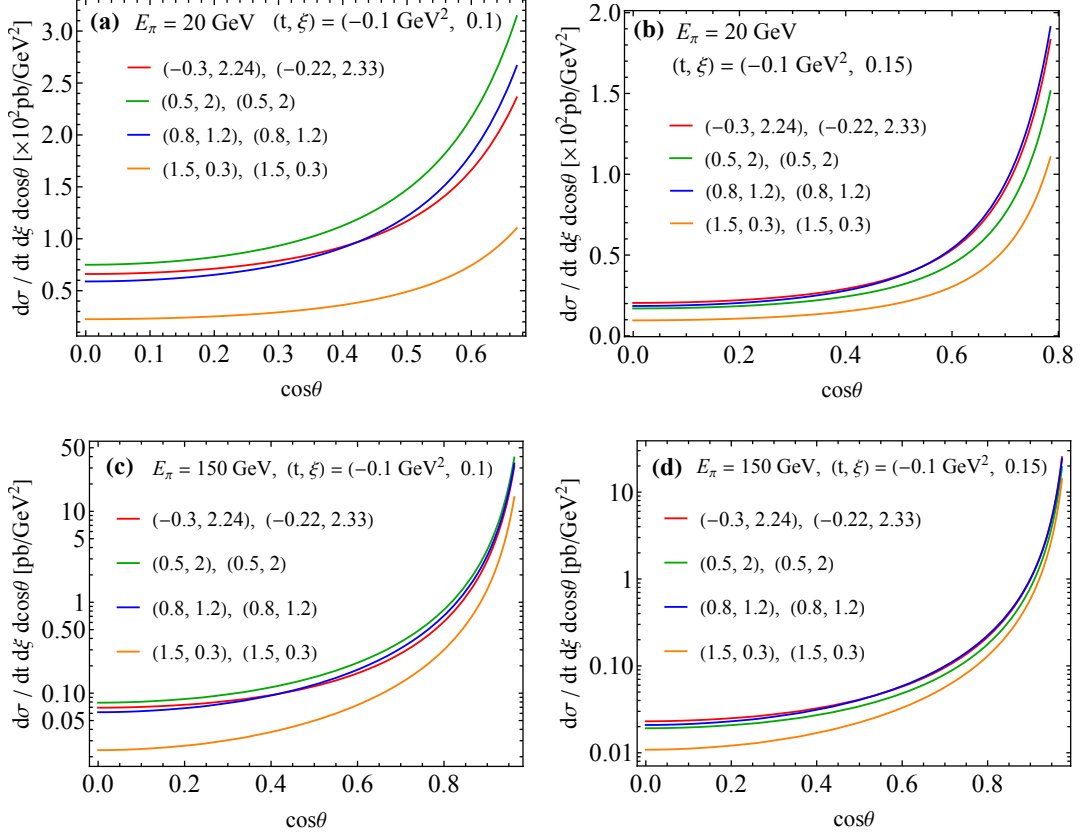 (a) E_π = 20 GeV (t, ξ) = (−0.1 GeV², 0.1)
(−0.3, 2.24), (−0.22, 2.33)
(0.5, 2), (0.5, 2)
(0.8, 1.2), (0.8, 1.2)
(1.5, 0.3), (1.5, 0.3)
dσ / dt dξ dcosθ [×10²pb/GeV²]
3.0
2.5
2.0
1.5
1.0
0.5
0.0 0.1 0.2 0.3 0.4 0.5 0.6
cosθ
(b) E_π = 20 GeV
(t, ξ) = (−0.1 GeV², 0.15)
(−0.3, 2.24), (−0.22, 2.33)
(0.5, 2), (0.5, 2)
(0.8, 1.2), (0.8, 1.2)
(1.5, 0.3), (1.5, 0.3)
dσ / dt dξ dcosθ [×10²pb/GeV²]
2.0
1.5
1.0
0.5
0.0
0.0 0.2 0.4 0.6 0.8
cosθ
(c) E_π = 150 GeV, (t, ξ) = (−0.1 GeV², 0.1)
(−0.3, 2.24), (−0.22, 2.33)
(0.5, 2), (0.5, 2)
(0.8, 1.2), (0.8, 1.2)
(1.5, 0.3), (1.5, 0.3)
dσ / dt dξ dcosθ [pb/GeV²]
50
10
5
1
0.50
0.10
0.05
0.0 0.2 0.4 0.6 0.8
cosθ
(d) E_π = 150 GeV, (t, ξ) = (−0.1 GeV², 0.15)
(−0.3, 2.24), (−0.22, 2.33)
(0.5, 2), (0.5, 2)
(0.8, 1.2), (0.8, 1.2)
(1.5, 0.3), (1.5, 0.3)
dσ / dt dξ dcosθ [pb/GeV²]
10
1
0.10
0.01
0.0 0.2 0.4 0.6 0.8
cosθ